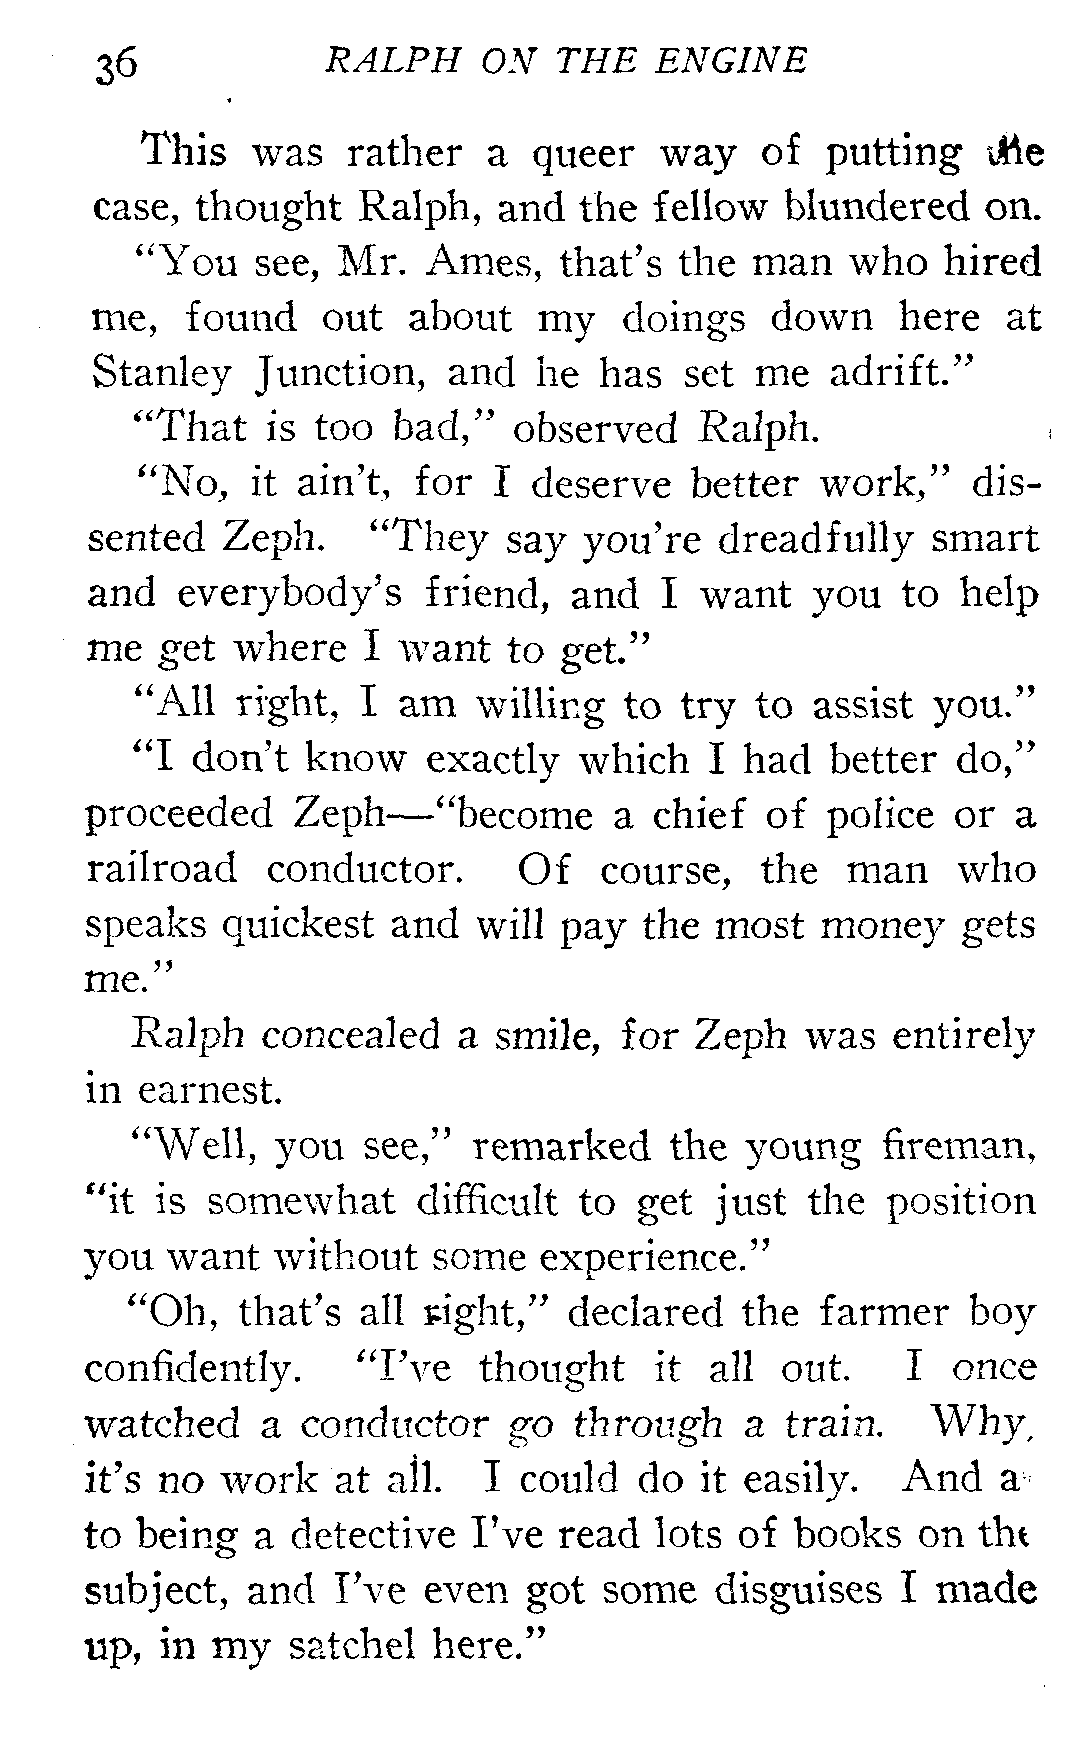 36 RALPH ON THE ENGINE
This was rather a queer way of putting the
case, thought Ralph, and the fellow blundered on.
“You see, Mr. Ames, that’s the man who hired
me, found out about my doings down here at
Stanley Junction, and he has set me adrift.”
“That is too bad,” observed Ralph.
“No, it ain’t, for I deserve better work,” dis-
sented Zeph. “They say you’re dreadfully smart
and everybody’s friend, and I want you to help
me get where I want to get.”
“All right, I am willing to try to assist you.”
“I don’t know exactly which I had better do,”
proceeded Zeph—“become a chief of police or a
railroad conductor. Of course, the man who
speaks quickest and will pay the most money gets
me.”
Ralph concealed a smile, for Zeph was entirely
in earnest.
“Well, you see,” remarked the young fireman,
“it is somewhat difficult to get just the position
you want without some experience.”
“Oh, that’s all right,” declared the farmer boy
confidently. “I’ve thought it all out. I once
watched a conductor go through a train. Why,
it’s no work at all. I could do it easily. And a
to being a detective I’ve read lots of books on the
subject, and I’ve even got some disguises I made
up, in my satchel here.”